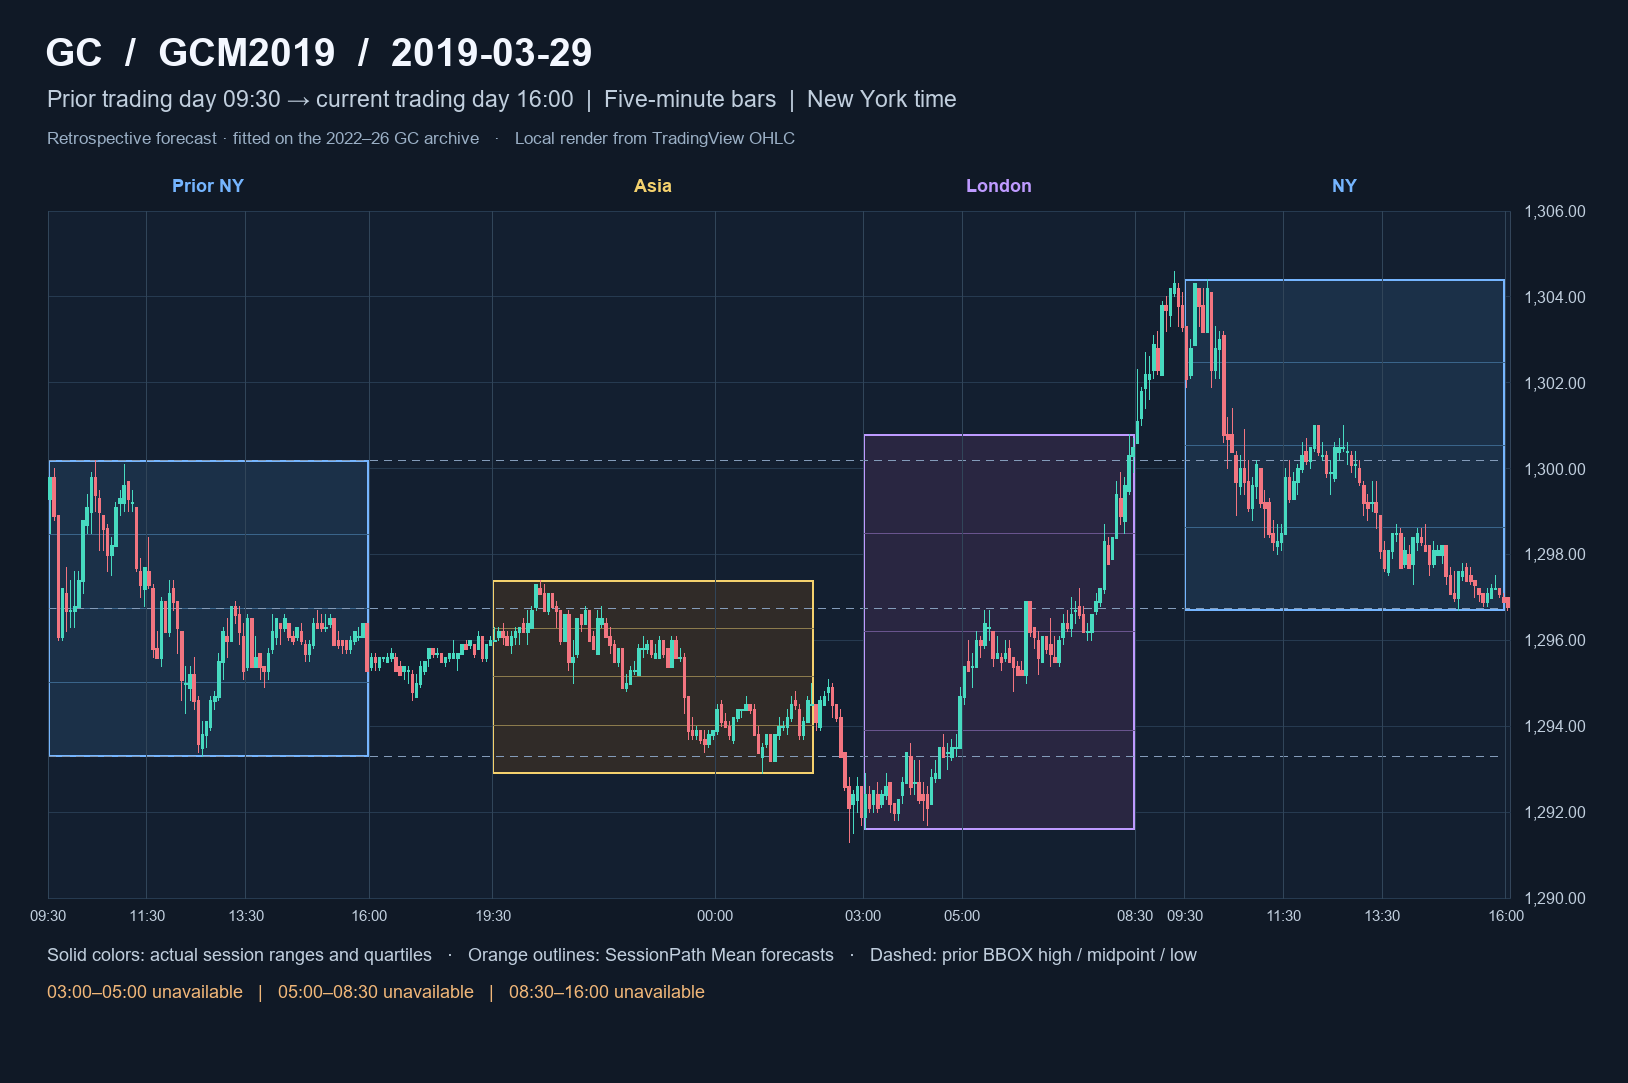 GC / GCM2019 / 2019-03-29
Prior trading day 09:30 → current trading day 16:00 | Five-minute bars | New York time
Retrospective forecast · fitted on the 2022–26 GC archive · Local render from TradingView OHLC
Prior NY Asia London NY
1,306.00
1,304.00
1,302.00
1,300.00
1,298.00
1,296.00
1,294.00
1,292.00
1,290.00
09:30 11:30 13:30 16:00 19:30 00:00 03:00 05:00 08:30 09:30 11:30 13:30 16:00
Solid colors: actual session ranges and quartiles · Orange outlines: SessionPath Mean forecasts · Dashed: prior BBOX high / midpoint / low
03:00–05:00 unavailable | 05:00–08:30 unavailable | 08:30–16:00 unavailable